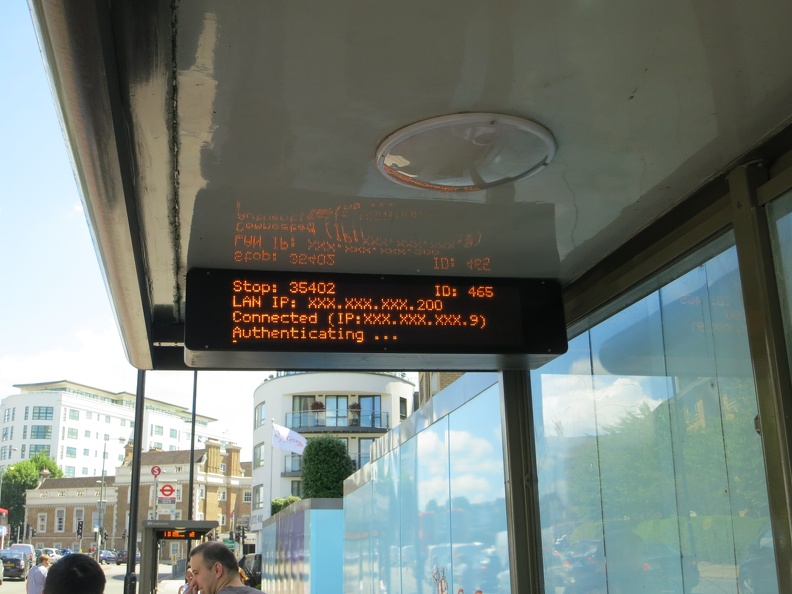 Stop: 35402 ID: 465
LAN IP: XXX.XXX.XXX.200
Connected (IP:XXX.XXX.XXX.9)
Authenticating ...
S